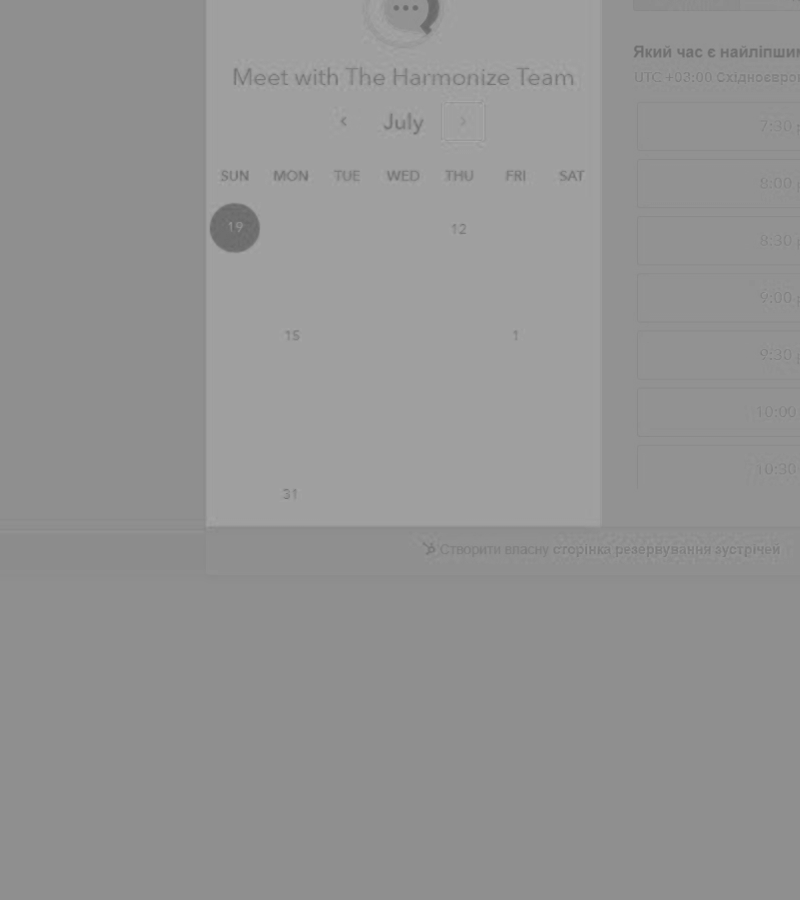 Meet with The Harmonize Team
July
SUN MON TUE WED THU FRI SAT
19 12
15 1
31
Який час є
UTC +03:00
7:30
8:00
8:30
9:00
9:30
10:00
10:30
Створити власну сторінка резервування зустрічей